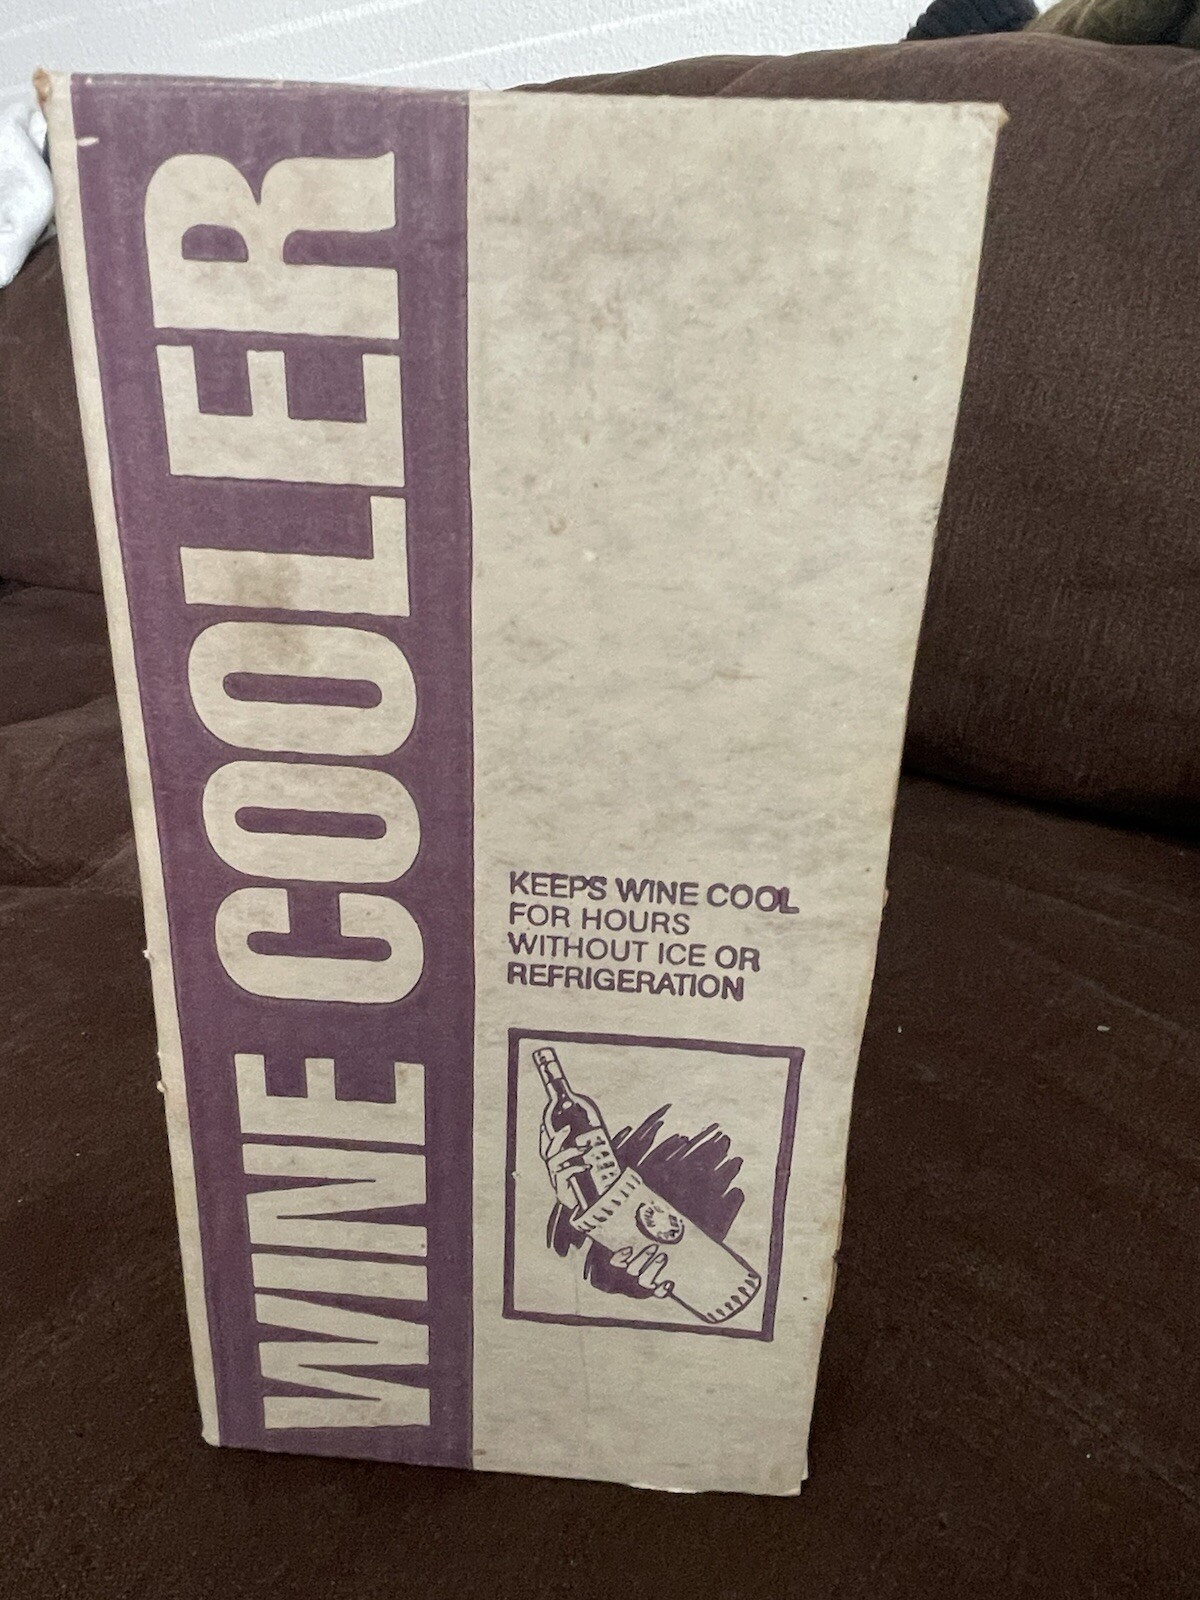 WINE COOLER
KEEPS WINE COOL
FOR HOURS
WITHOUT ICE OR
REFRIGERATION